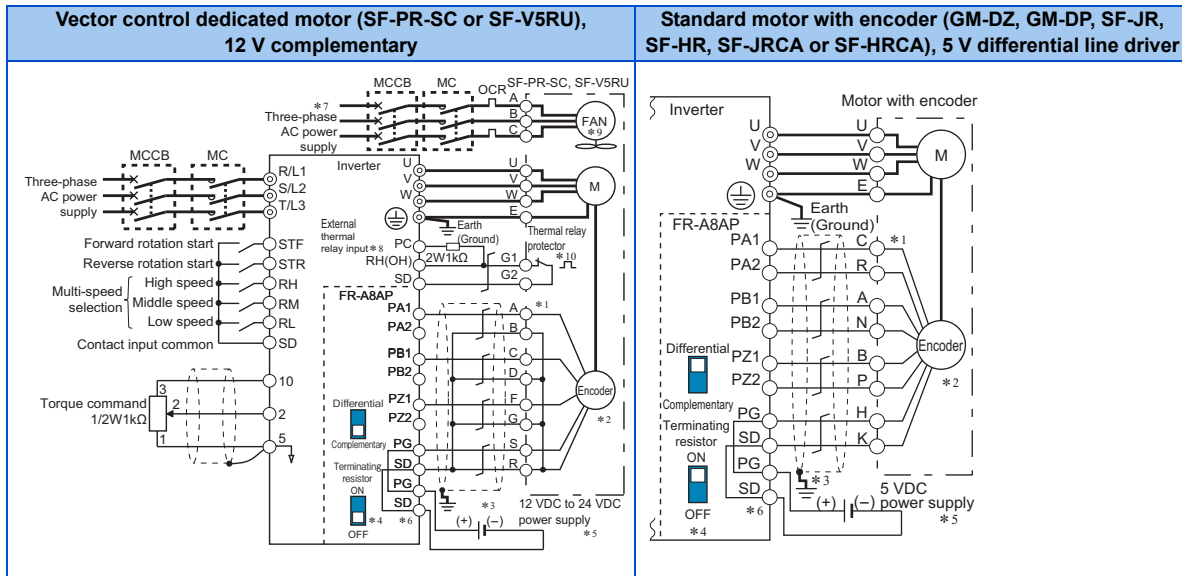 Vector control dedicated motor (SF-PR-SC or SF-V5RU),
12 V complementary
MCCB
MC
OCR
SF-PR-SC, SF-V5RU
*7
Three-phase
AC power
supply
A
B
C
FAN
*9
MCCB
MC
Three-phase
AC power
supply
R/L1
S/L2
T/L3
Inverter
U
V
W
U
V
W
E
M
Earth
(Ground)
Forward rotation start
Reverse rotation start
Multi-speed
selection
High speed
Middle speed
Low speed
Contact input common
STF
STR
RH
RM
RL
SD
External
thermal
relay input *8
PC
RH(OH)
SD
2W1kΩ
G1
G2
Thermal relay
protector
*10
FR-A8AP
PA1
PA2
PB1
PB2
PZ1
PZ2
PG
SD
PG
SD
A
B
C
D
F
G
S
R
*1
Encoder
*2
Differential
Complementary
Terminating
resistor
ON
OFF
*4
*6
*3
(+)
(−)
12 VDC to 24 VDC
power supply
*5
Torque command
1/2W1kΩ
3
2
1
10
2
5
Standard motor with encoder (GM-DZ, GM-DP, SF-JR,
SF-HR, SF-JRCA or SF-HRCA), 5 V differential line driver
Inverter
Motor with encoder
U
V
W
U
V
W
E
M
Earth
(Ground)
FR-A8AP
PA1
PA2
PB1
PB2
PZ1
PZ2
PG
SD
PG
SD
C
R
A
N
B
P
H
K
*1
Encoder
*2
Differential
Complementary
Terminating
resistor
ON
OFF
*4
*6
*3
(+)
(−)
5 VDC
power supply
*5